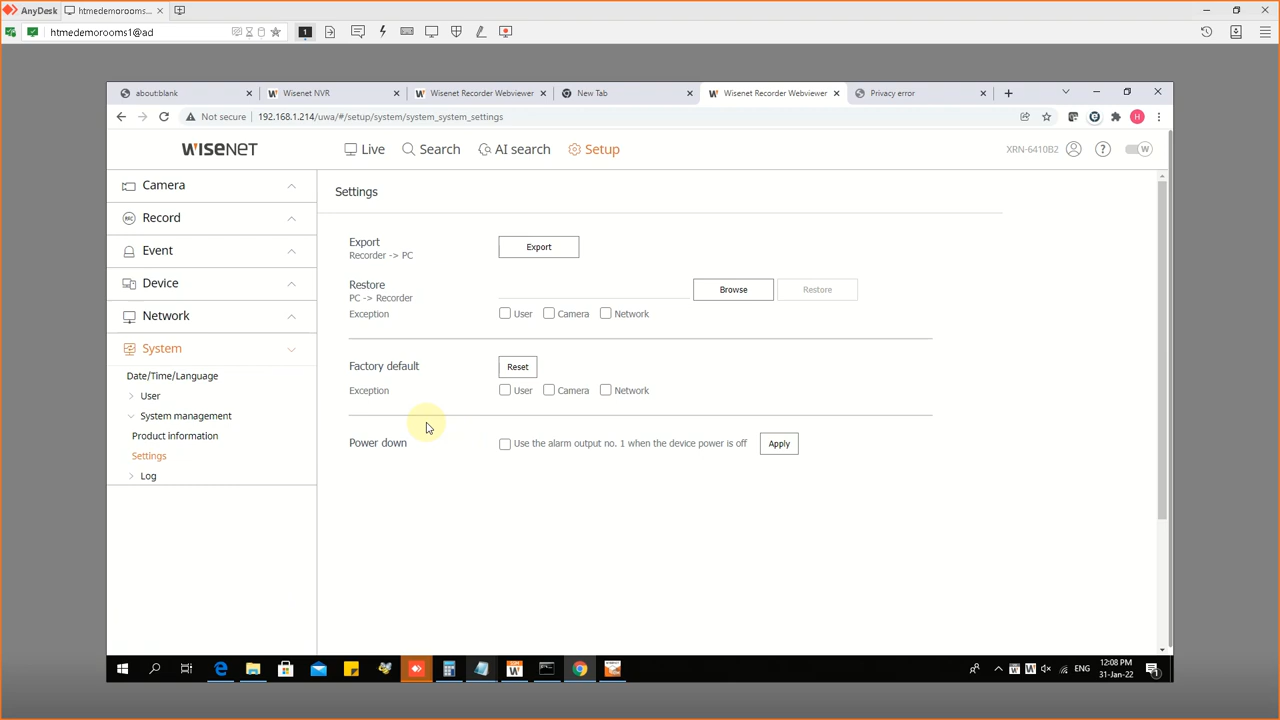 AnyDesk
htmedemorooms...
htmedemorooms1@ad
1
about:blank
Wisenet NVR
Wisenet Recorder Webviewer
New Tab
Wisenet Recorder Webviewer
Privacy error
Not secure
192.168.1.214/uwa/#/setup/system/system_system_settings
H
WISENET
Live
Search
AI search
Setup
XRN-6410B2
?
W
Camera
Record
Event
Device
Network
System
Date/Time/Language
User
System management
Product information
Settings
Log
Settings
Export
Recorder -> PC
Export
Restore
PC -> Recorder
Browse
Restore
Exception
User
Camera
Network
Factory default
Reset
Exception
User
Camera
Network
Power down
Use the alarm output no. 1 when the device power is off
Apply
ENG
12:08 PM
31-Jan-22
1